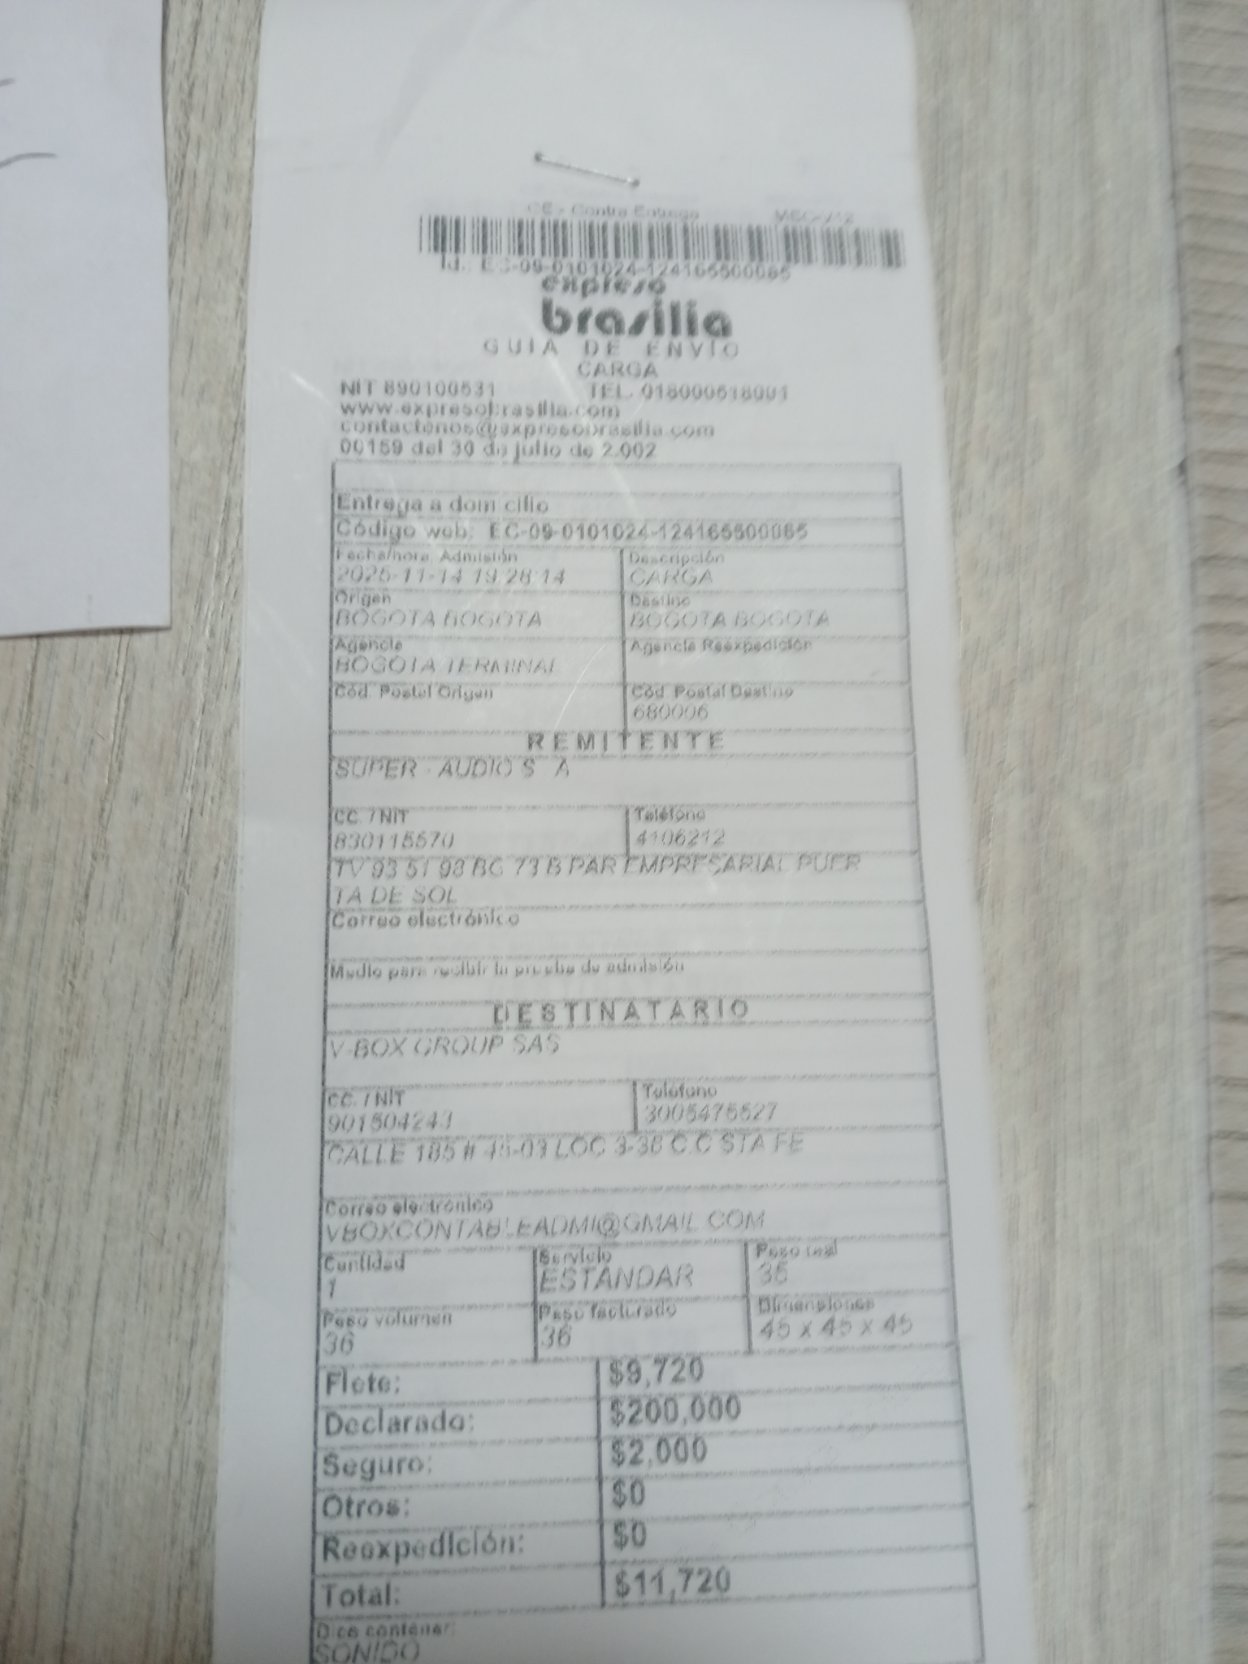 CE - Contra Entrega
Id.: EC-09-0101024-124165500085
expreso
brasilia
GUIA DE ENVÍO
CARGA
NIT 890100531 TEL. 018000518001
www.expresobrasilia.com
contactenos@expresobrasilia.com
00159 del 30 de julio de 2.002
Entrega a domicilio
Código web: EC-09-0101024-124165500085
Fecha/hora Admisión Descripción
2025-11-14 19:28:14 CARGA
Origen Destino
BOGOTA BOGOTA BOGOTA BOGOTA
Agencia Agencia Reexpedición
BOGOTA TERMINAL
Cód. Postal Origen Cód. Postal Destino
680006
REMITENTE
SUPER - AUDIO S A
CC. / NIT Teléfono
830115570 4106212
TV 93 51 98 BG 73 B PAR EMPRESARIAL PUER
TA DE SOL
Correo electrónico
Medio para recibir la prueba de admisión
DESTINATARIO
V-BOX GROUP SAS
CC. / NIT Teléfono
901504243 3005475527
CALLE 185 # 45-03 LOC 3-36 C.C STA FE
Correo electrónico
VBOXCONTABLEADMI@GMAIL.COM
Cantidad Servicio Peso real
1 ESTANDAR 36
Peso volumen Peso facturado Dimensiones
36 36 45 x 45 x 45
Flete: $9,720
Declarado: $200,000
Seguro: $2,000
Otros: $0
Reexpedición: $0
Total: $11,720
Dice contener:
SONIDO